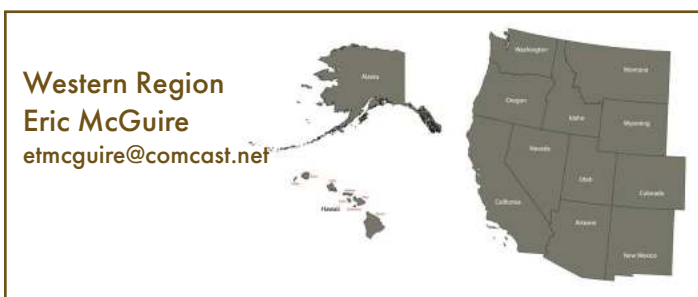 Western Region
Eric McGuire
etmcguire@comcast.net
Alaska
Hawaii
Washington
Montana
Oregon
Idaho
Wyoming
Nevada
Utah
Colorado
California
Arizona
New Mexico